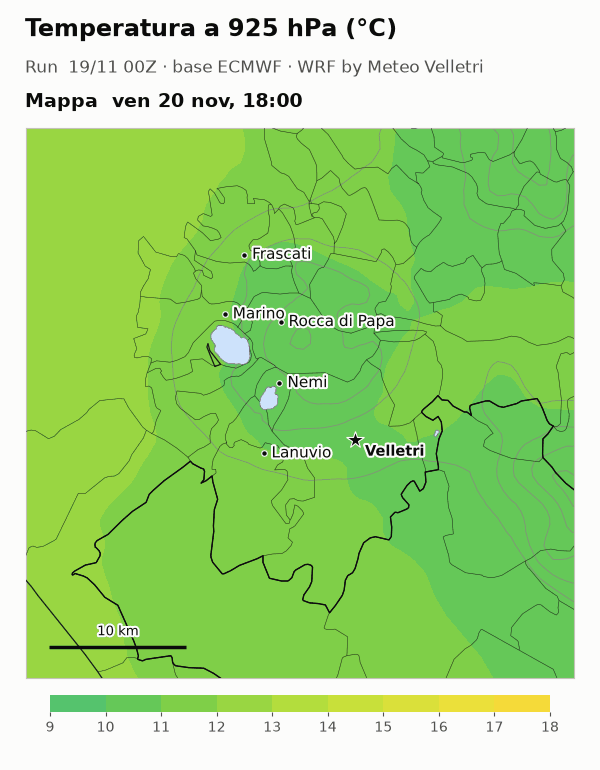 Temperatura a 925 hPa (°C)
Run  19/11 00Z · base ECMWF · WRF by Meteo Velletri
Mappa  ven 20 nov, 18:00
Frascati
Marino
Rocca di Papa
Nemi
Velletri
Lanuvio
10 km
9 10 11 12 13 14 15 16 17 18